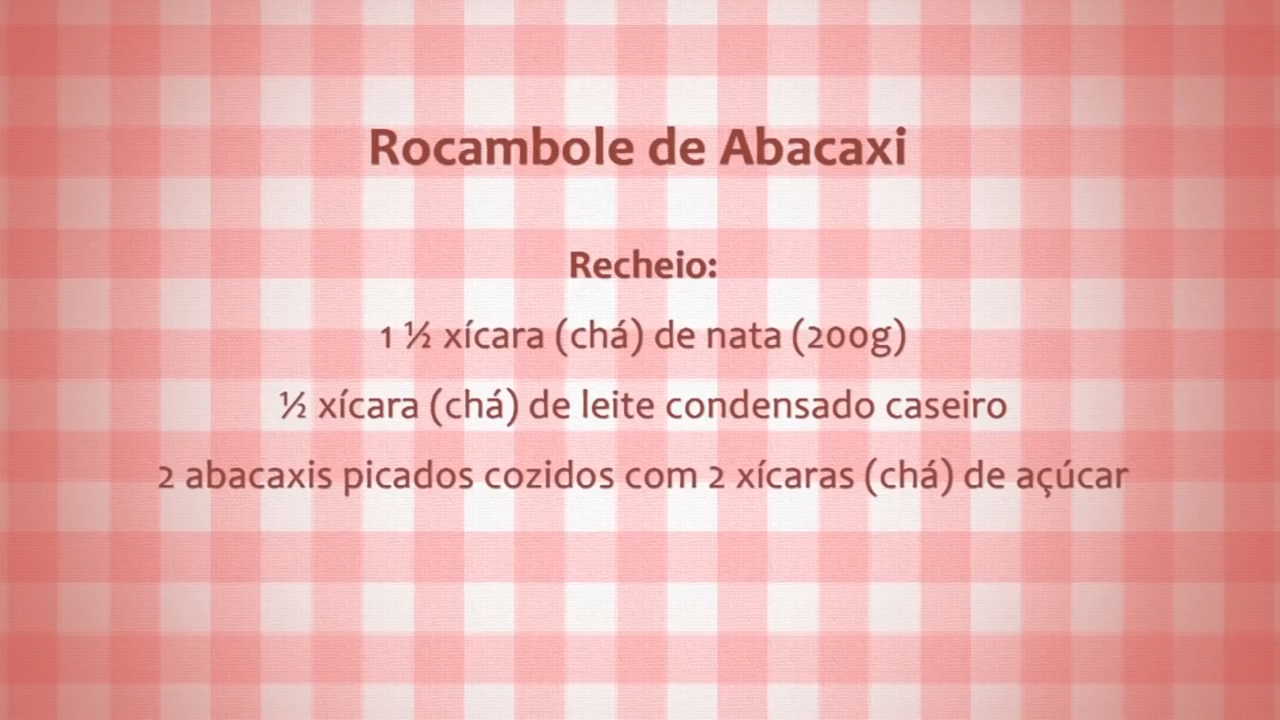 Rocambole de Abacaxi
Recheio:
1 ½ xícara (chá) de nata (200g)
½ xícara (chá) de leite condensado caseiro
2 abacaxis picados cozidos com 2 xícaras (chá) de açúcar